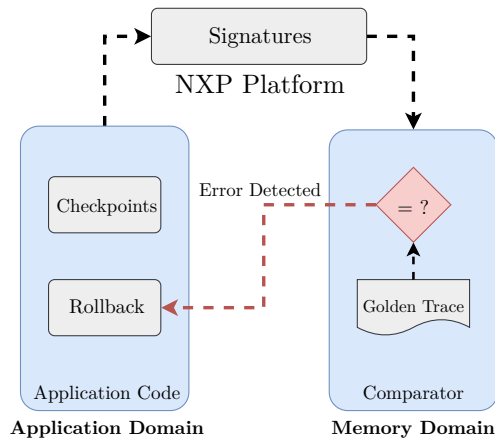 Signatures
NXP Platform
Error Detected
Checkpoints
= ?
Rollback
Golden Trace
Application Code
Comparator
Application Domain
Memory Domain